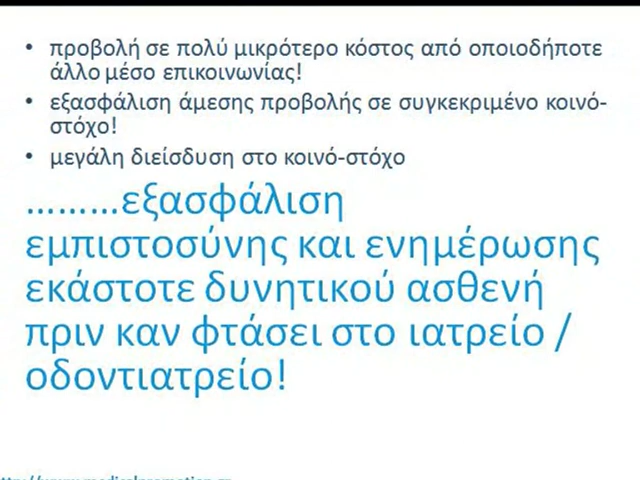 • προβολή σε πολύ μικρότερο κόστος από οποιοδήποτε
άλλο μέσο επικοινωνίας!
• εξασφάλιση άμεσης προβολής σε συγκεκριμένο κοινό-
στόχο!
• μεγάλη διείσδυση στο κοινό-στόχο
………εξασφάλιση
εμπιστοσύνης και ενημέρωσης
εκάστοτε δυνητικού ασθενή
πριν καν φτάσει στο ιατρείο /
οδοντιατρείο!